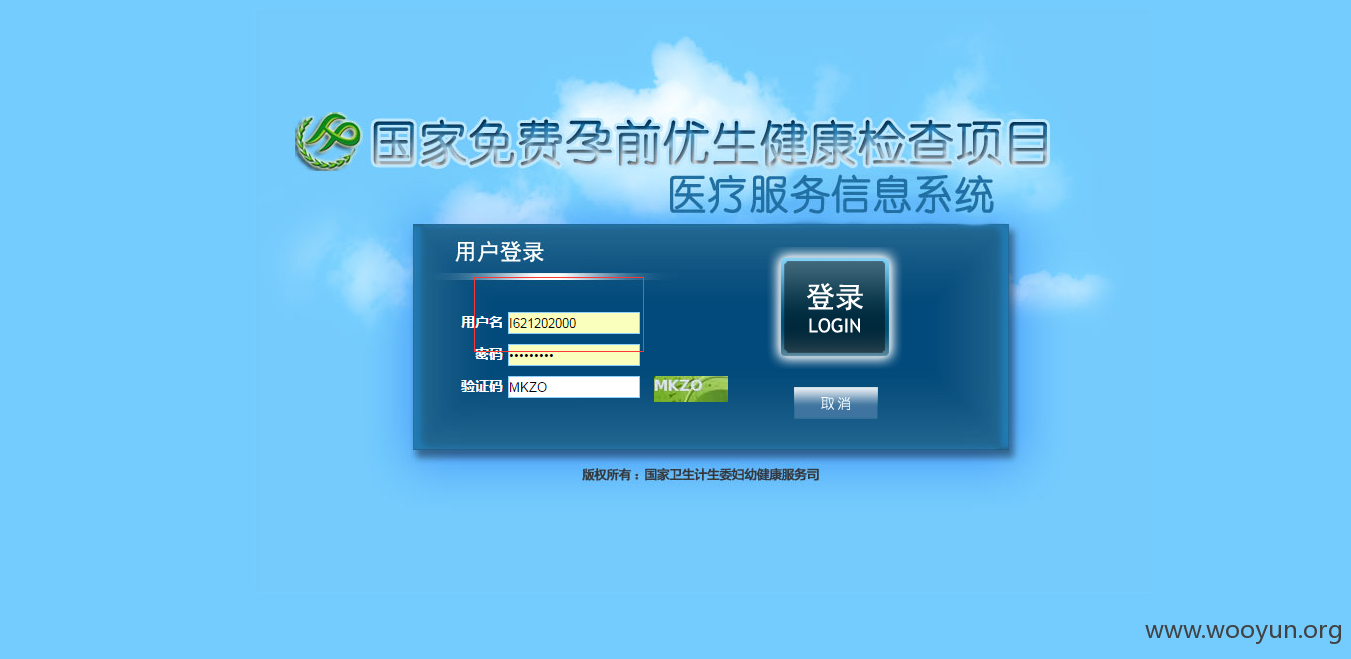 国家免费孕前优生健康检查项目
医疗服务信息系统
用户登录
用户名 I621202000
密码 •••••••••
验证码 MKZO MKZO
登录
LOGIN
取消
版权所有：国家卫生计生委妇幼健康服务司
www.wooyun.org